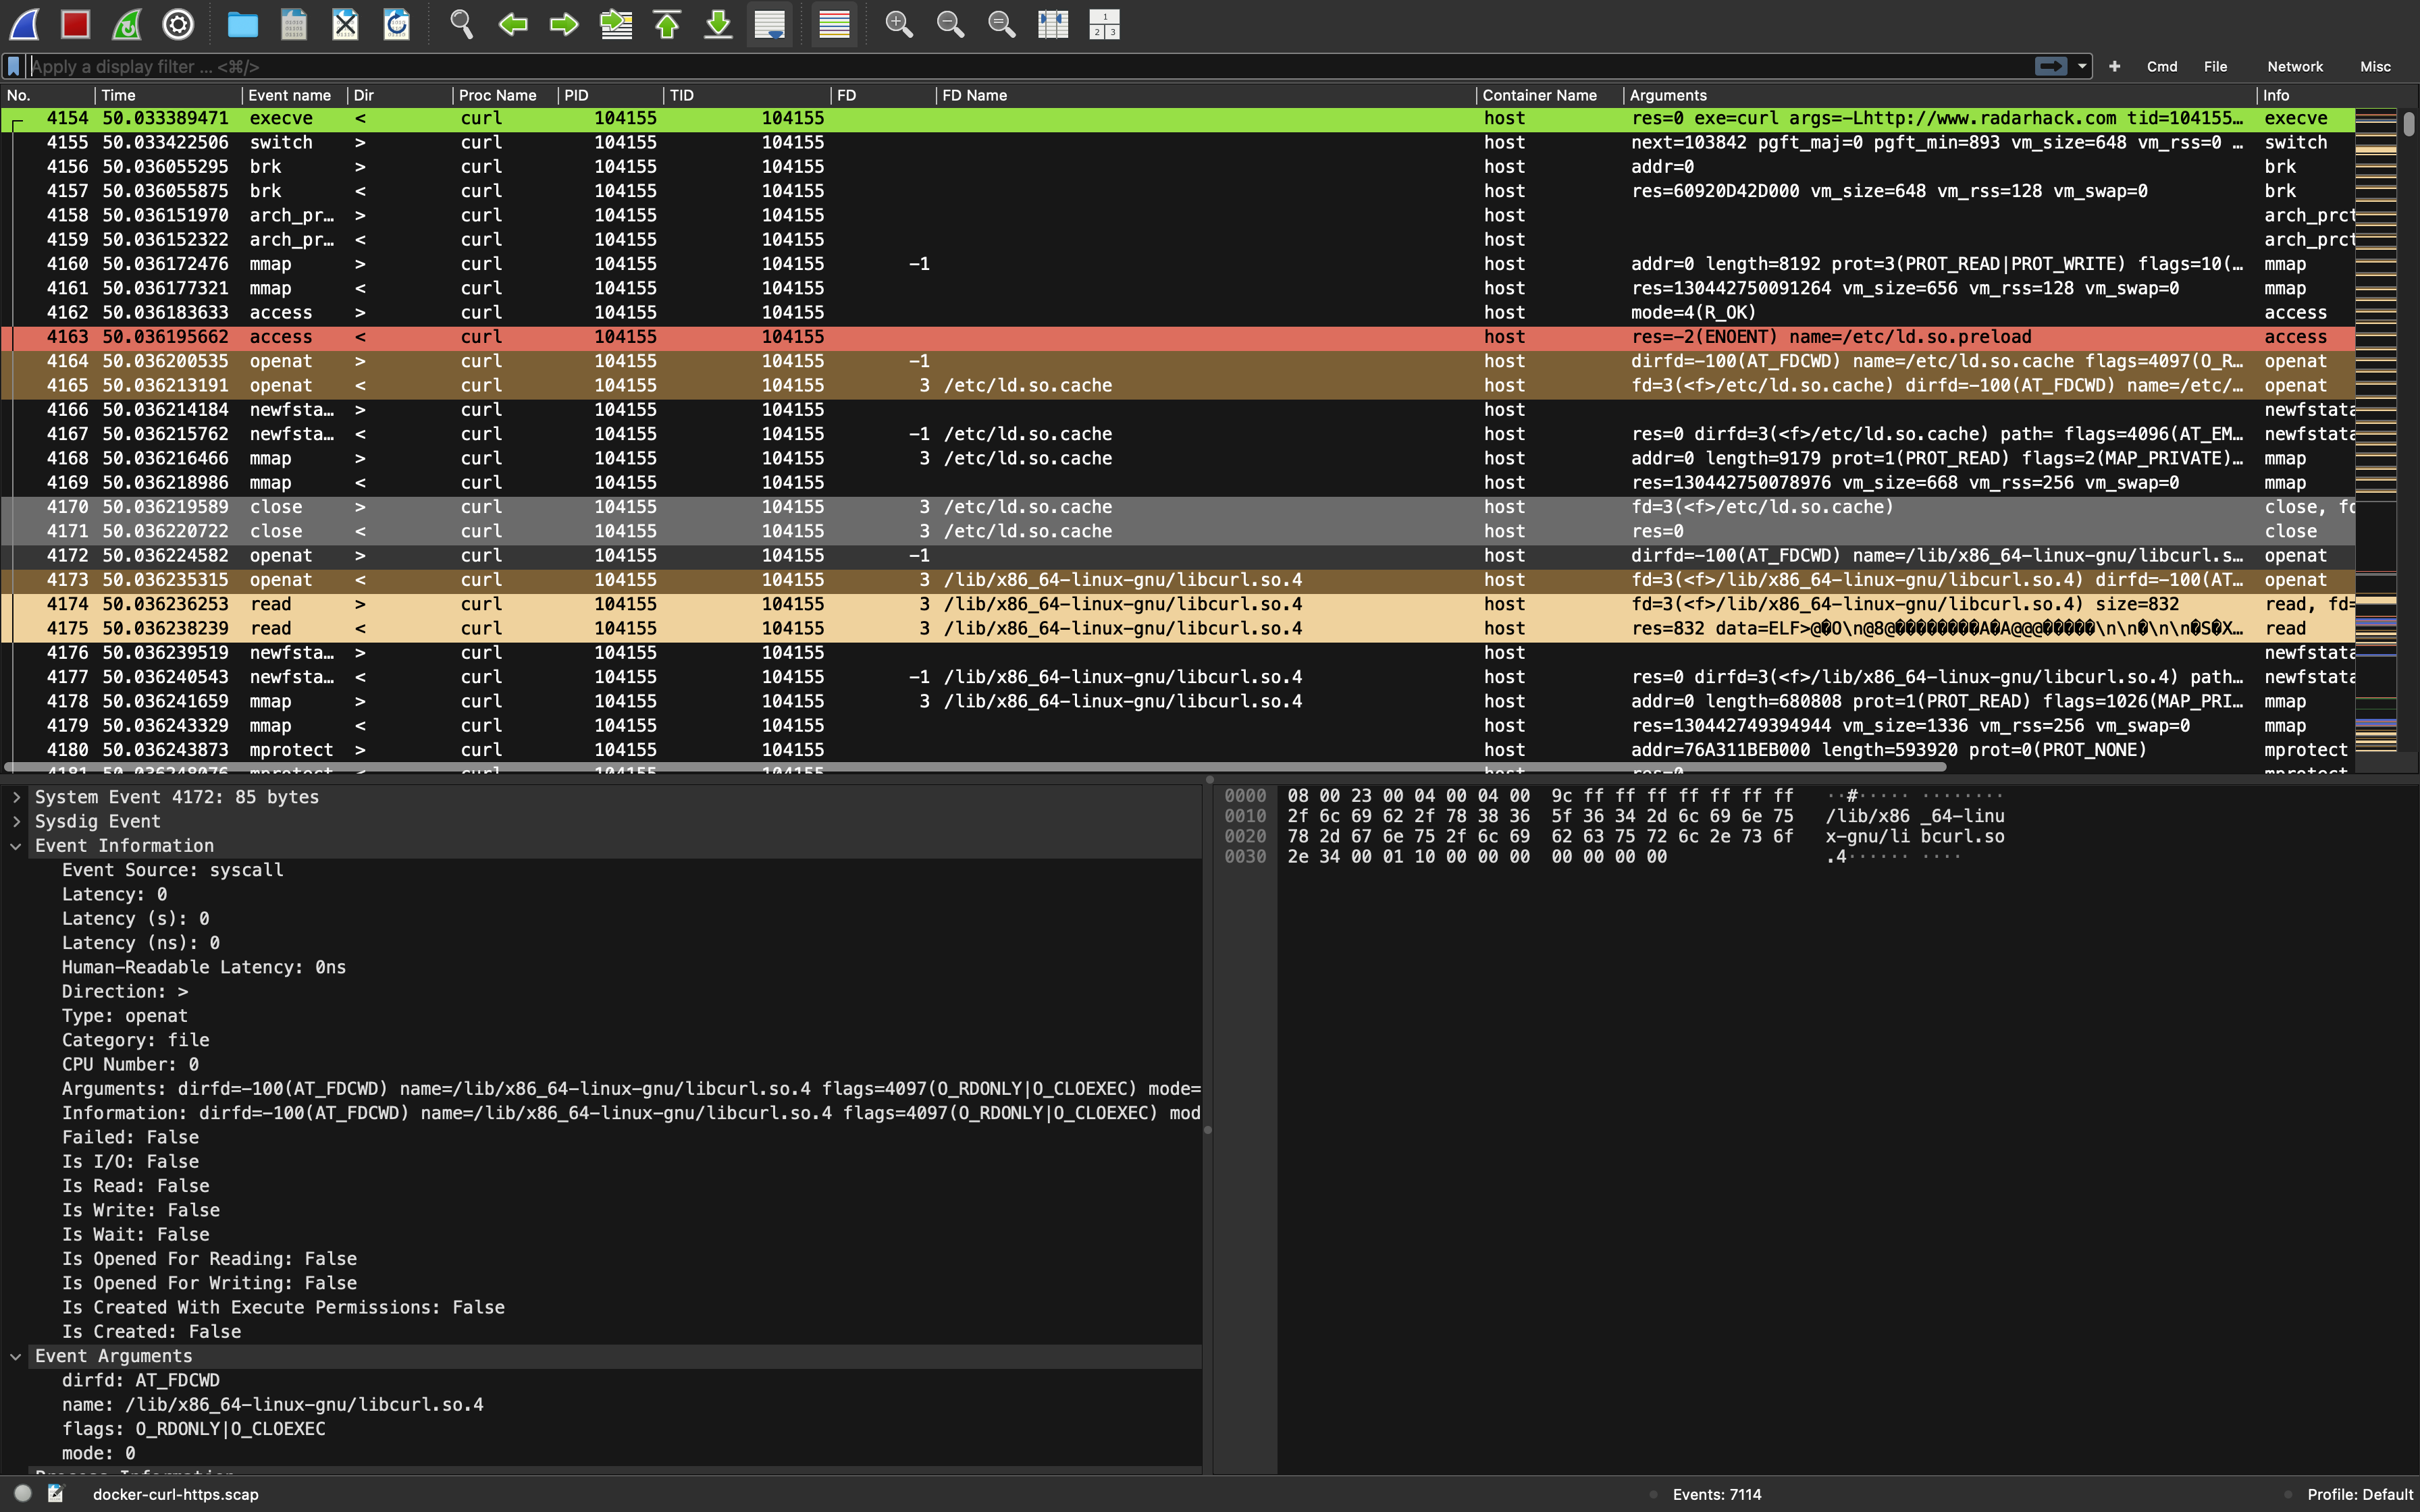 Apply a display filter ... <⌘/>
+ Cmd File Network Misc
No. Time Event name Dir Proc Name PID TID FD FD Name Container Name Arguments Info
4154 50.033389471 execve < curl 104155 104155 host res=0 exe=curl args=-Lhttp://www.radarhack.com tid=104155… execve
4155 50.033422506 switch > curl 104155 104155 host next=103842 pgft_maj=0 pgft_min=893 vm_size=648 vm_rss=0 … switch
4156 50.036055295 brk > curl 104155 104155 host addr=0 brk
4157 50.036055875 brk < curl 104155 104155 host res=60920D42D000 vm_size=648 vm_rss=128 vm_swap=0 brk
4158 50.036151970 arch_pr… > curl 104155 104155 host arch_prct
4159 50.036152322 arch_pr… < curl 104155 104155 host arch_prct
4160 50.036172476 mmap > curl 104155 104155 -1 host addr=0 length=8192 prot=3(PROT_READ|PROT_WRITE) flags=10(… mmap
4161 50.036177321 mmap < curl 104155 104155 host res=130442750091264 vm_size=656 vm_rss=128 vm_swap=0 mmap
4162 50.036183633 access > curl 104155 104155 host mode=4(R_OK) access
4163 50.036195662 access < curl 104155 104155 host res=-2(ENOENT) name=/etc/ld.so.preload access
4164 50.036200535 openat > curl 104155 104155 -1 host dirfd=-100(AT_FDCWD) name=/etc/ld.so.cache flags=4097(O_R… openat
4165 50.036213191 openat < curl 104155 104155 3 /etc/ld.so.cache host fd=3(<f>/etc/ld.so.cache) dirfd=-100(AT_FDCWD) name=/etc/… openat
4166 50.036214184 newfsta… > curl 104155 104155 host newfstata
4167 50.036215762 newfsta… < curl 104155 104155 -1 /etc/ld.so.cache host res=0 dirfd=3(<f>/etc/ld.so.cache) path= flags=4096(AT_EM… newfstata
4168 50.036216466 mmap > curl 104155 104155 3 /etc/ld.so.cache host addr=0 length=9179 prot=1(PROT_READ) flags=2(MAP_PRIVATE)… mmap
4169 50.036218986 mmap < curl 104155 104155 host res=130442750078976 vm_size=668 vm_rss=256 vm_swap=0 mmap
4170 50.036219589 close > curl 104155 104155 3 /etc/ld.so.cache host fd=3(<f>/etc/ld.so.cache) close, fd
4171 50.036220722 close < curl 104155 104155 3 /etc/ld.so.cache host res=0 close
4172 50.036224582 openat > curl 104155 104155 -1 host dirfd=-100(AT_FDCWD) name=/lib/x86_64-linux-gnu/libcurl.s… openat
4173 50.036235315 openat < curl 104155 104155 3 /lib/x86_64-linux-gnu/libcurl.so.4 host fd=3(<f>/lib/x86_64-linux-gnu/libcurl.so.4) dirfd=-100(AT… openat
4174 50.036236253 read > curl 104155 104155 3 /lib/x86_64-linux-gnu/libcurl.so.4 host fd=3(<f>/lib/x86_64-linux-gnu/libcurl.so.4) size=832 read, fd=
4175 50.036238239 read < curl 104155 104155 3 /lib/x86_64-linux-gnu/libcurl.so.4 host res=832 read
4176 50.036239519 newfsta… > curl 104155 104155 host newfstata
4177 50.036240543 newfsta… < curl 104155 104155 -1 /lib/x86_64-linux-gnu/libcurl.so.4 host res=0 dirfd=3(<f>/lib/x86_64-linux-gnu/libcurl.so.4) path… newfstata
4178 50.036241659 mmap > curl 104155 104155 3 /lib/x86_64-linux-gnu/libcurl.so.4 host addr=0 length=680808 prot=1(PROT_READ) flags=1026(MAP_PRI… mmap
4179 50.036243329 mmap < curl 104155 104155 host res=130442749394944 vm_size=1336 vm_rss=256 vm_swap=0 mmap
4180 50.036243873 mprotect > curl 104155 104155 host addr=76A311BEB000 length=593920 prot=0(PROT_NONE) mprotect
System Event 4172: 85 bytes
Sysdig Event
Event Information
Event Source: syscall
Latency: 0
Latency (s): 0
Latency (ns): 0
Human-Readable Latency: 0ns
Direction: >
Type: openat
Category: file
CPU Number: 0
Arguments: dirfd=-100(AT_FDCWD) name=/lib/x86_64-linux-gnu/libcurl.so.4 flags=4097(O_RDONLY|O_CLOEXEC) mode=
Information: dirfd=-100(AT_FDCWD) name=/lib/x86_64-linux-gnu/libcurl.so.4 flags=4097(O_RDONLY|O_CLOEXEC) mod
Failed: False
Is I/O: False
Is Read: False
Is Write: False
Is Wait: False
Is Opened For Reading: False
Is Opened For Writing: False
Is Created With Execute Permissions: False
Is Created: False
Event Arguments
dirfd: AT_FDCWD
name: /lib/x86_64-linux-gnu/libcurl.so.4
flags: O_RDONLY|O_CLOEXEC
mode: 0
0000 08 00 23 00 04 00 04 00 9c ff ff ff ff ff ff ff ··#····· ········
0010 2f 6c 69 62 2f 78 38 36 5f 36 34 2d 6c 69 6e 75 /lib/x86 _64-linu
0020 78 2d 67 6e 75 2f 6c 69 62 63 75 72 6c 2e 73 6f x-gnu/li bcurl.so
0030 2e 34 00 01 10 00 00 00 00 00 00 00 .4······ ····
docker-curl-https.scap Events: 7114 Profile: Default